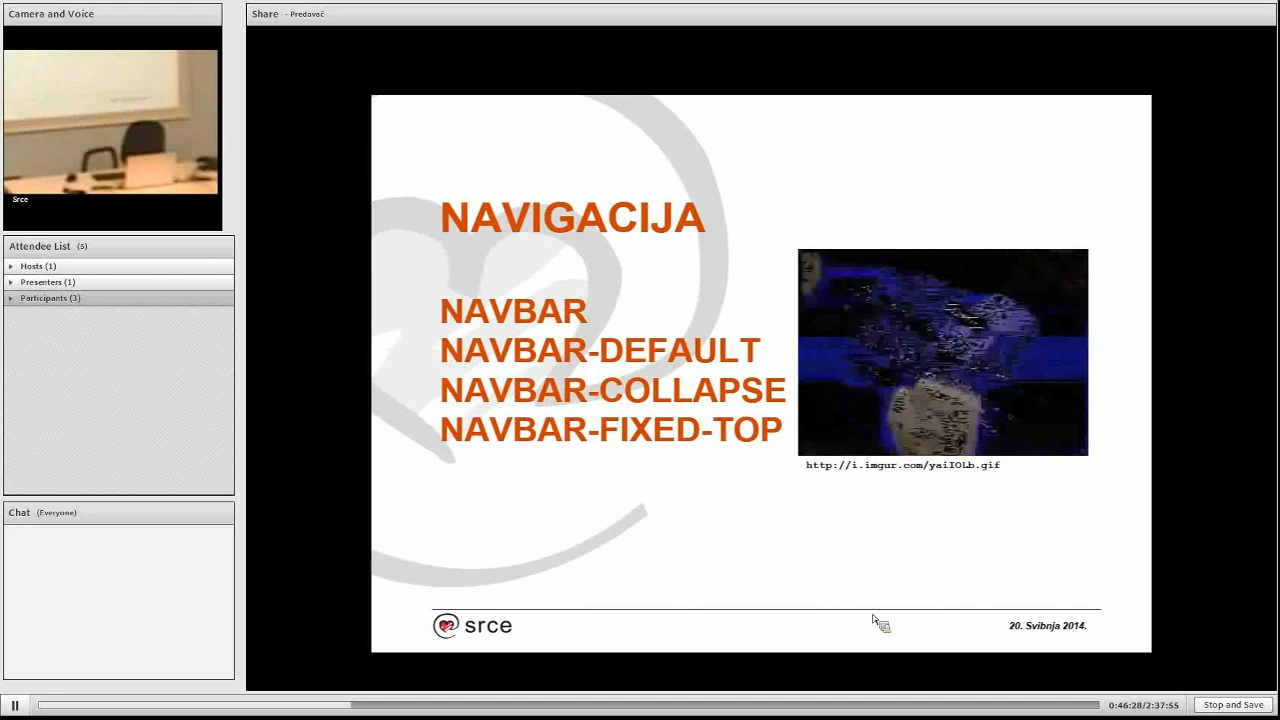 Camera and Voice
Share - Predavač
Srce
Attendee List (5)
Hosts (1)
Presenters (1)
Participants (3)
Chat (Everyone)
NAVIGACIJA
NAVBAR
NAVBAR-DEFAULT
NAVBAR-COLLAPSE
NAVBAR-FIXED-TOP
http://i.imgur.com/yaiIOLb.gif
srce
20. Svibnja 2014.
0:46:28/2:37:55
Stop and Save